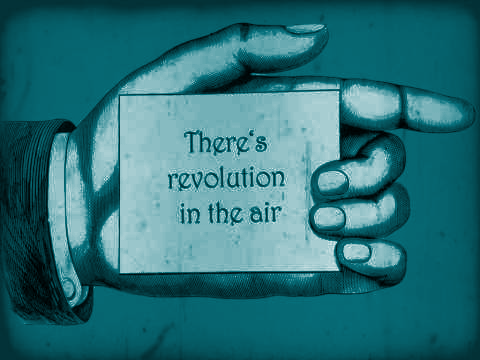 There's
revolution
in the air